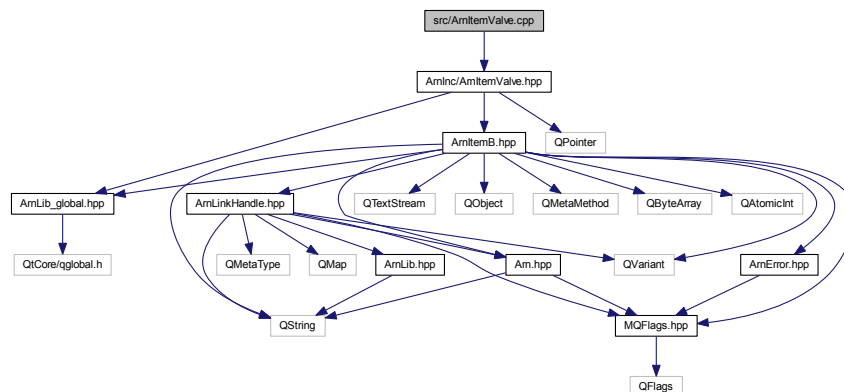 src/ArnItemValve.cpp
ArnInc/ArnItemValve.hpp
ArnItemB.hpp
QPointer
ArnLib_global.hpp
ArnLinkHandle.hpp
QTextStream
QObject
QMetaMethod
QByteArray
QAtomicInt
QtCore/qglobal.h
QMetaType
QMap
ArnLib.hpp
Arn.hpp
QVariant
ArnError.hpp
QString
MQFlags.hpp
QFlags